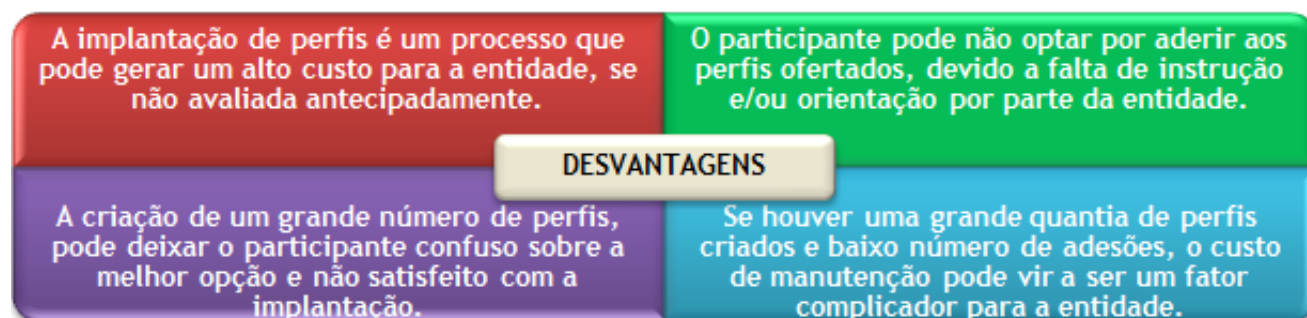 A implantação de perfis é um processo que
pode gerar um alto custo para a entidade, se
não avaliada antecipadamente.
O participante pode não optar por aderir aos
perfis ofertados, devido a falta de instrução
e/ou orientação por parte da entidade.
DESVANTAGENS
A criação de um grande número de perfis,
pode deixar o participante confuso sobre a
melhor opção e não satisfeito com a
implantação.
Se houver uma grande quantia de perfis
criados e baixo número de adesões, o custo
de manutenção pode vir a ser um fator
complicador para a entidade.